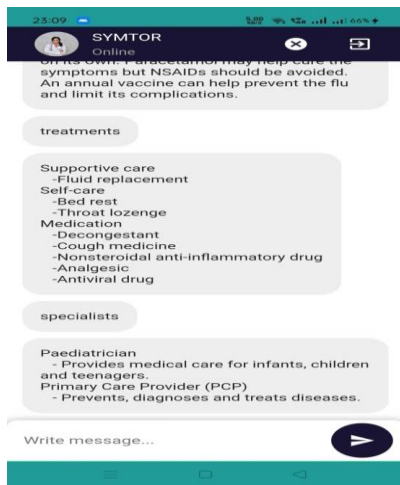 23:09
66%
SYMTOR
Online
on its own. Paracetamol may help cure the
symptoms but NSAIDs should be avoided.
An annual vaccine can help prevent the flu
and limit its complications.
treatments
Supportive care
-Fluid replacement
Self-care
-Bed rest
-Throat lozenge
Medication
-Decongestant
-Cough medicine
-Nonsteroidal anti-inflammatory drug
-Analgesic
-Antiviral drug
specialists
Paediatrician
- Provides medical care for infants, children
and teenagers.
Primary Care Provider (PCP)
- Prevents, diagnoses and treats diseases.
Write message...